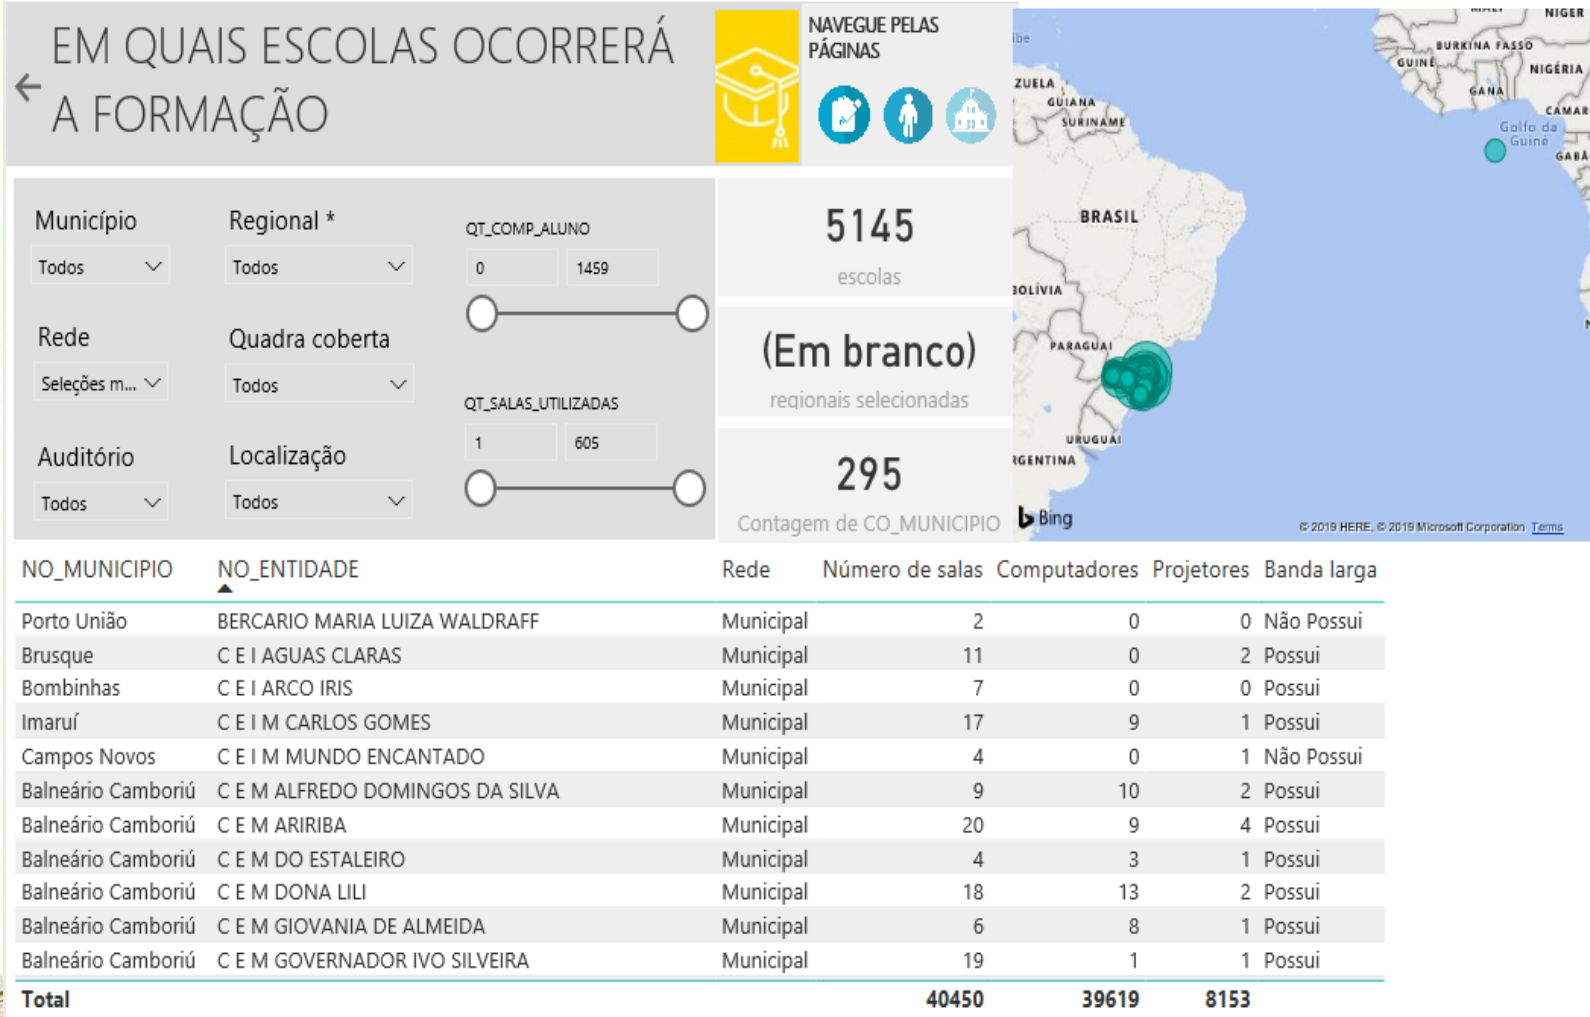 EM QUAIS ESCOLAS OCORRERÁ
A FORMAÇÃO
NAVEGUE PELAS
PÁGINAS
Município
Todos
Regional *
Todos
QT_COMP_ALUNO
0 1459
Rede
Seleções m...
Quadra coberta
Todos
QT_SALAS_UTILIZADAS
1 605
Auditório
Todos
Localização
Todos
5145
escolas
(Em branco)
regionais selecionadas
295
Contagem de CO_MUNICIPIO
NIGER
BURKINA FASSO
GUINÉ
NIGÉRIA
GANA
CAMAR
Golfo da
Guiné
GABÃ
ibe
ZUELA
GUIANA
SURINAME
BRASIL
BOLÍVIA
PARAGUAI
URUGUAI
RGENTINA
Bing
© 2019 HERE, © 2019 Microsoft Corporation Terms
NO_MUNICIPIO NO_ENTIDADE Rede Número de salas Computadores Projetores Banda larga
Porto União BERCARIO MARIA LUIZA WALDRAFF Municipal 2 0 0 Não Possui
Brusque C E I AGUAS CLARAS Municipal 11 0 2 Possui
Bombinhas C E I ARCO IRIS Municipal 7 0 0 Possui
Imaruí C E I M CARLOS GOMES Municipal 17 9 1 Possui
Campos Novos C E I M MUNDO ENCANTADO Municipal 4 0 1 Não Possui
Balneário Camboriú C E M ALFREDO DOMINGOS DA SILVA Municipal 9 10 2 Possui
Balneário Camboriú C E M ARIRIBA Municipal 20 9 4 Possui
Balneário Camboriú C E M DO ESTALEIRO Municipal 4 3 1 Possui
Balneário Camboriú C E M DONA LILI Municipal 18 13 2 Possui
Balneário Camboriú C E M GIOVANIA DE ALMEIDA Municipal 6 8 1 Possui
Balneário Camboriú C E M GOVERNADOR IVO SILVEIRA Municipal 19 1 1 Possui
Total 40450 39619 8153